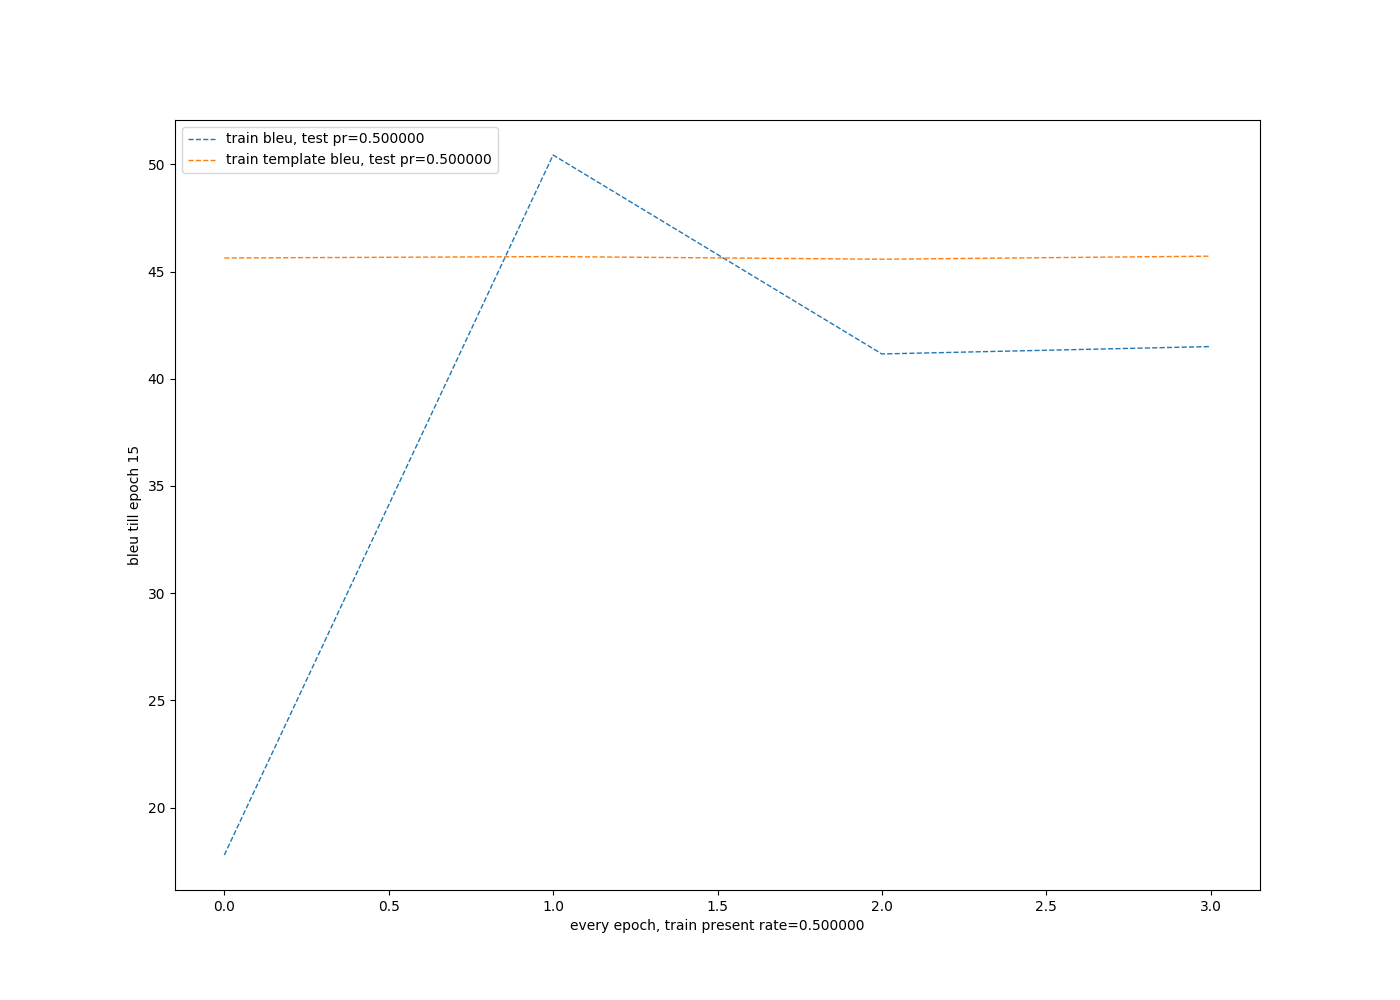 train bleu, test pr=0.500000
train template bleu, test pr=0.500000
50
45
40
35
30
25
20
bleu till epoch 15
0.0 0.5 1.0 1.5 2.0 2.5 3.0
every epoch, train present rate=0.500000